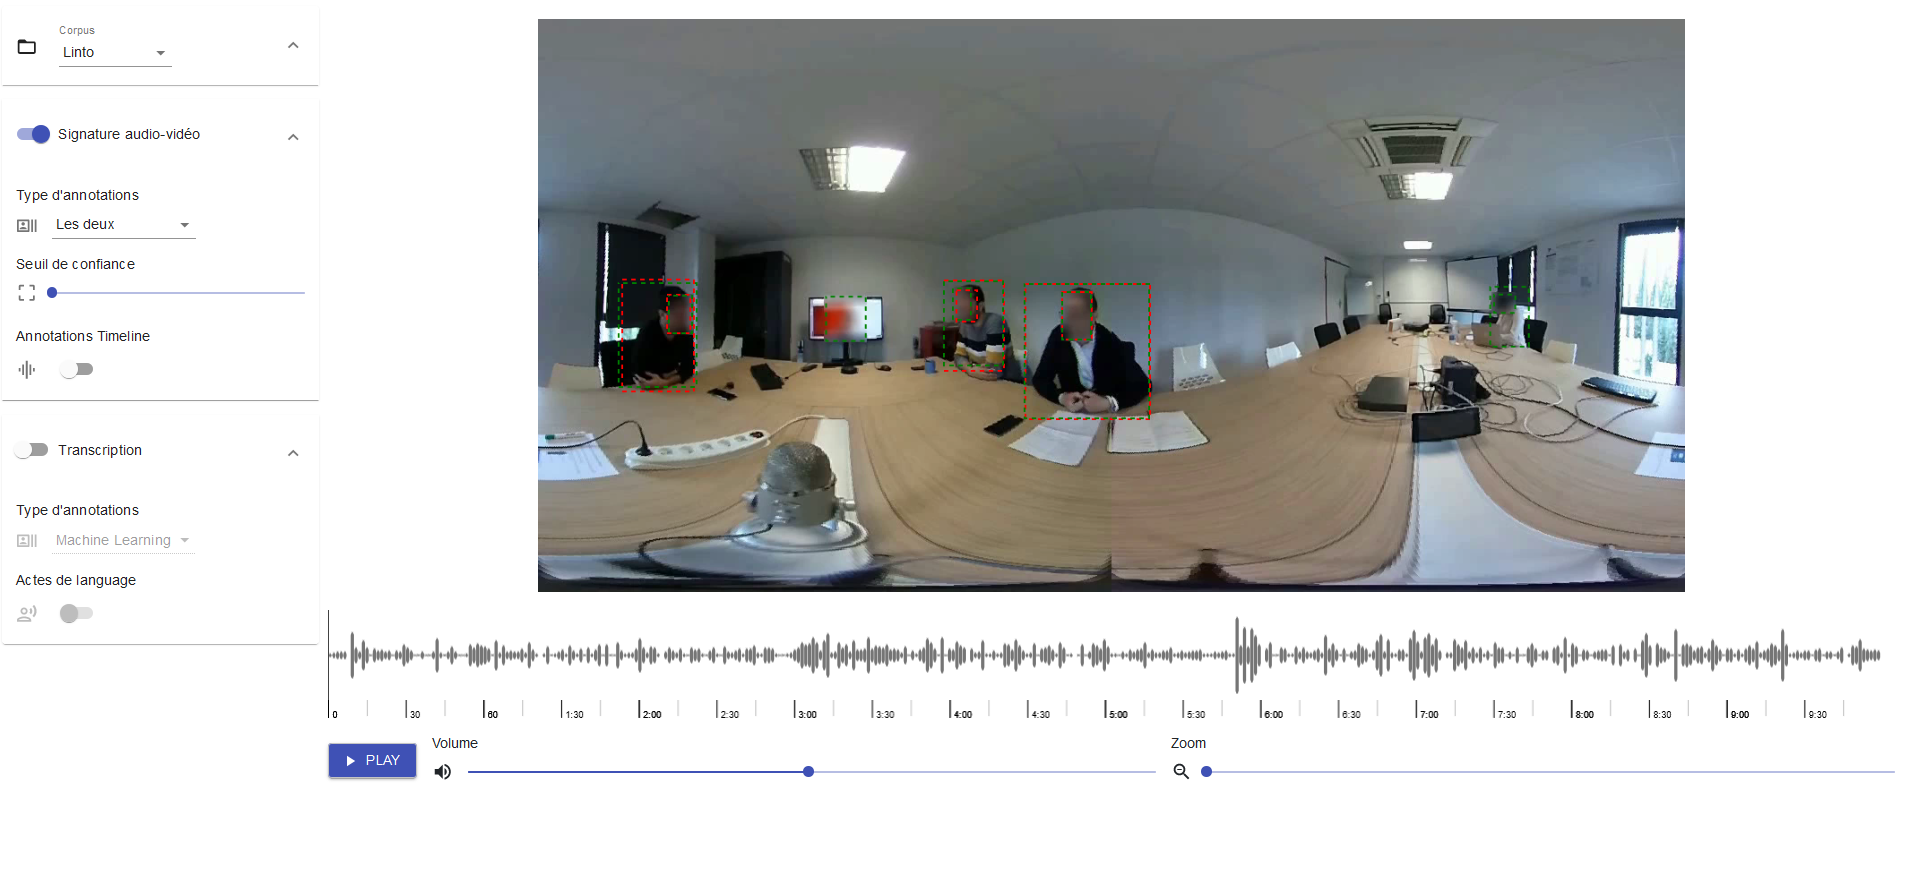 Corpus
Linto
Signature audio-vidéo
Type d'annotations
Les deux
Seuil de confiance
Annotations Timeline
Transcription
Type d'annotations
Machine Learning
Actes de language
0 30 60 1:30 2:00 2:30 3:00 3:30 4:00 4:30 5:00 5:30 6:00 6:30 7:00 7:30 8:00 8:30 9:00 9:30
PLAY
Volume
Zoom